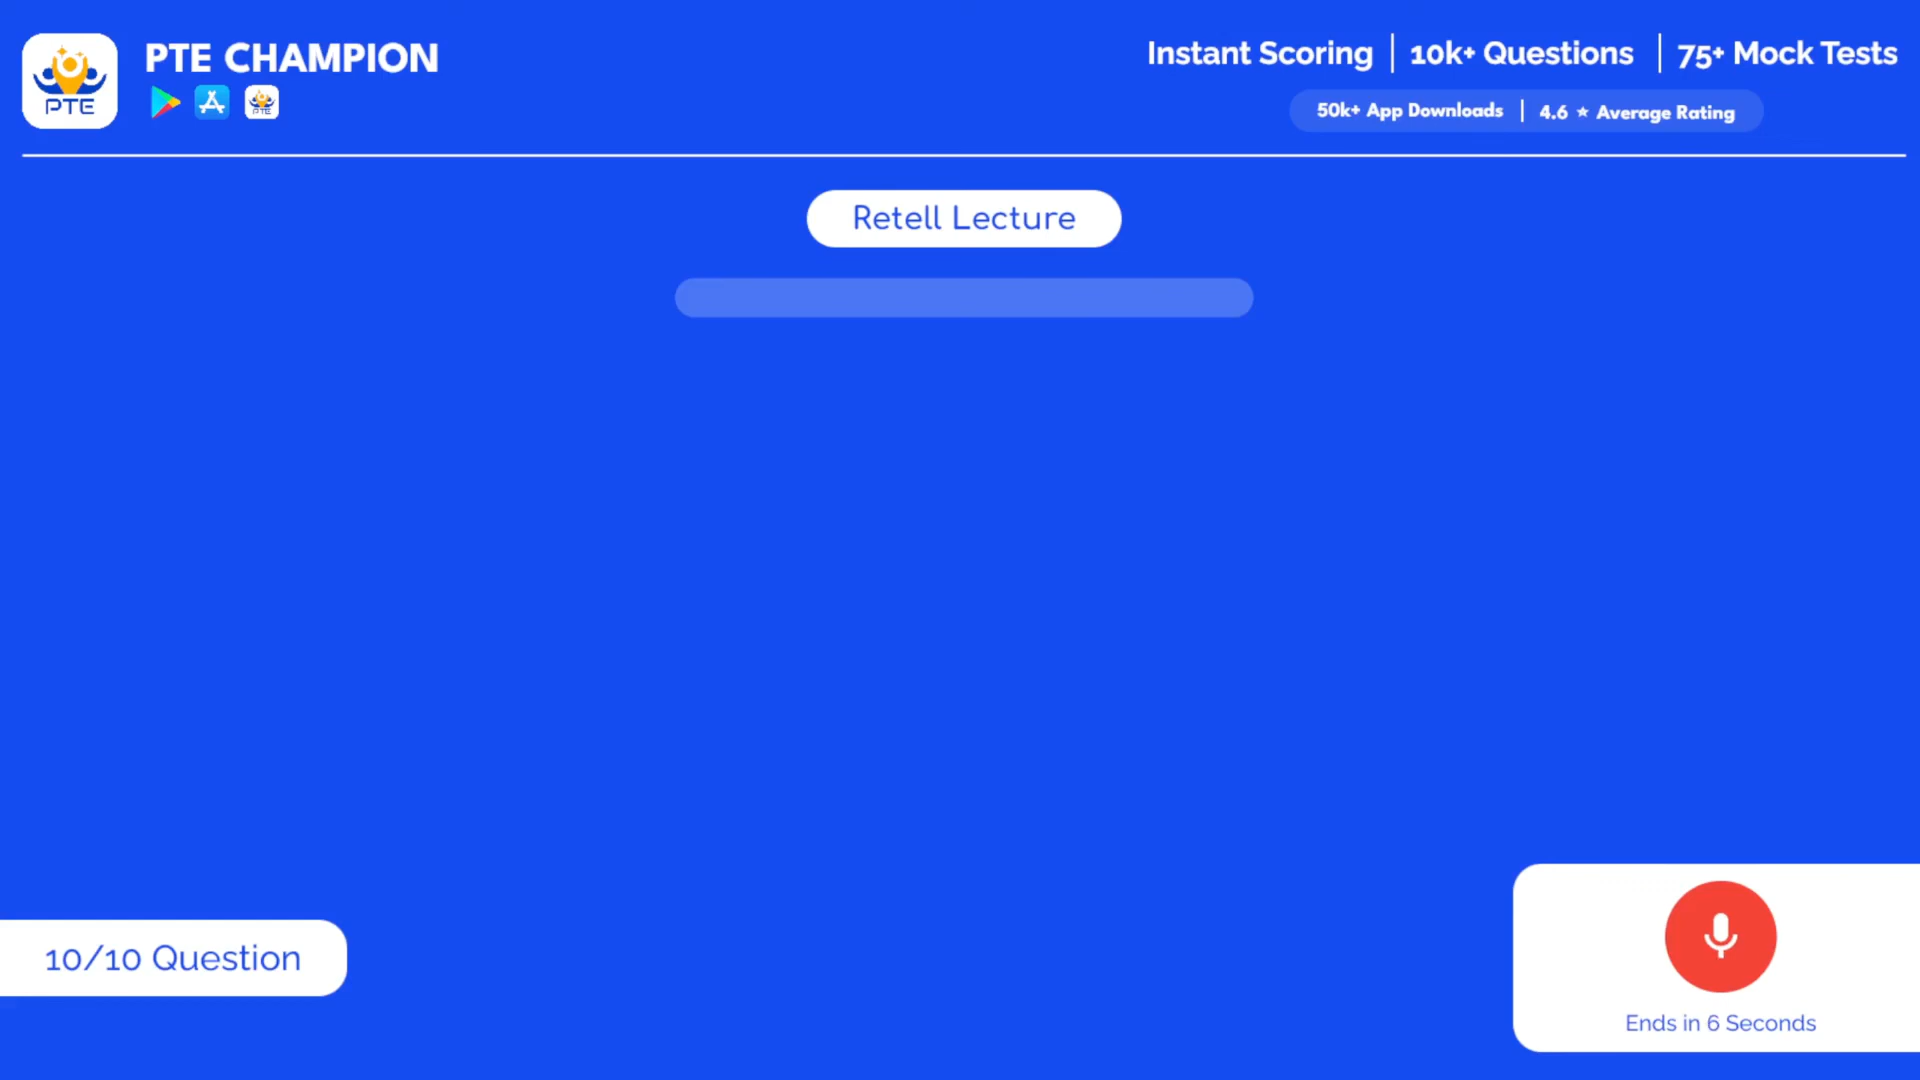 PTE
PTE CHAMPION
PTE
Instant Scoring | 10k+ Questions | 75+ Mock Tests
50k+ App Downloads | 4.6 ★ Average Rating
Retell Lecture
10/10 Question
Ends in 6 Seconds